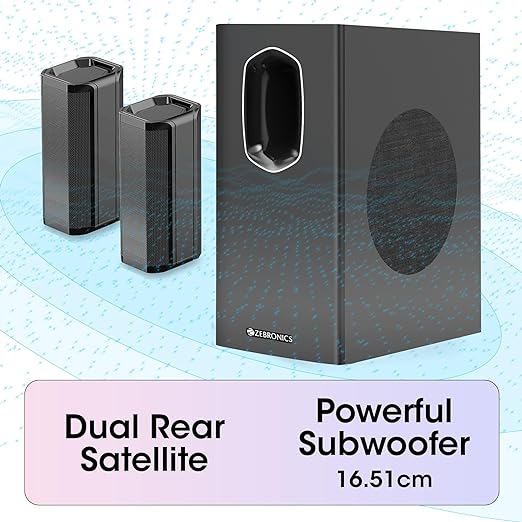 ZEBRONICS
Dual Rear
Satellite
Powerful
Subwoofer
16.51cm